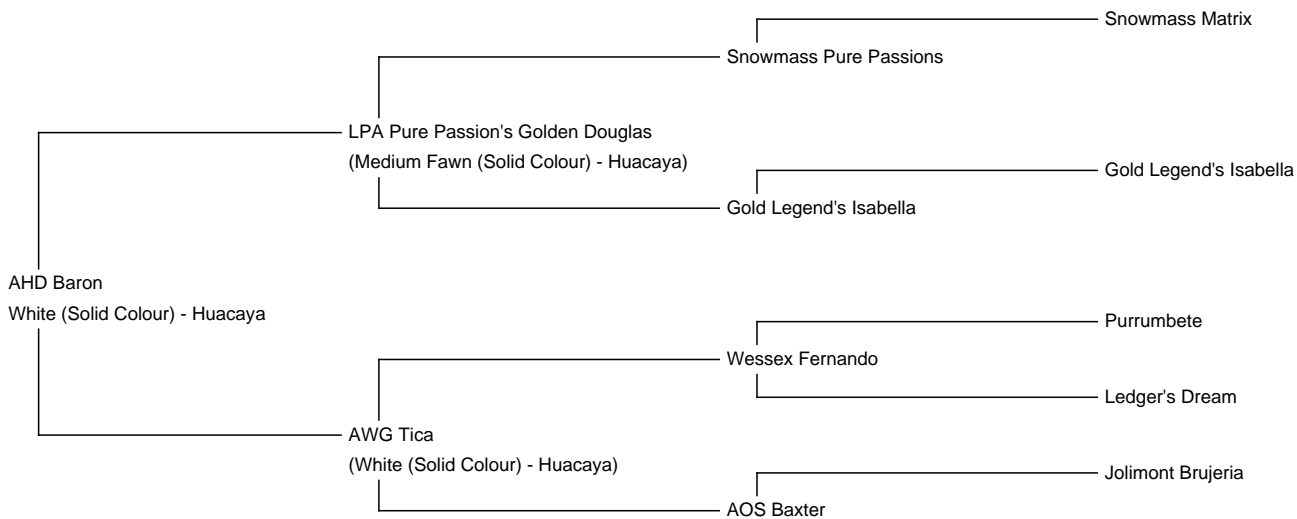 Snowmass Matrix
Snowmass Pure Passions
LPA Pure Passion's Golden Douglas
(Medium Fawn (Solid Colour) - Huacaya)
Gold Legend's Isabella
Gold Legend's Isabella
AHD Baron
White (Solid Colour) - Huacaya
Purrumbete
Wessex Fernando
Ledger's Dream
AWG Tica
(White (Solid Colour) - Huacaya)
Jolimont Brujeria
AOS Baxter